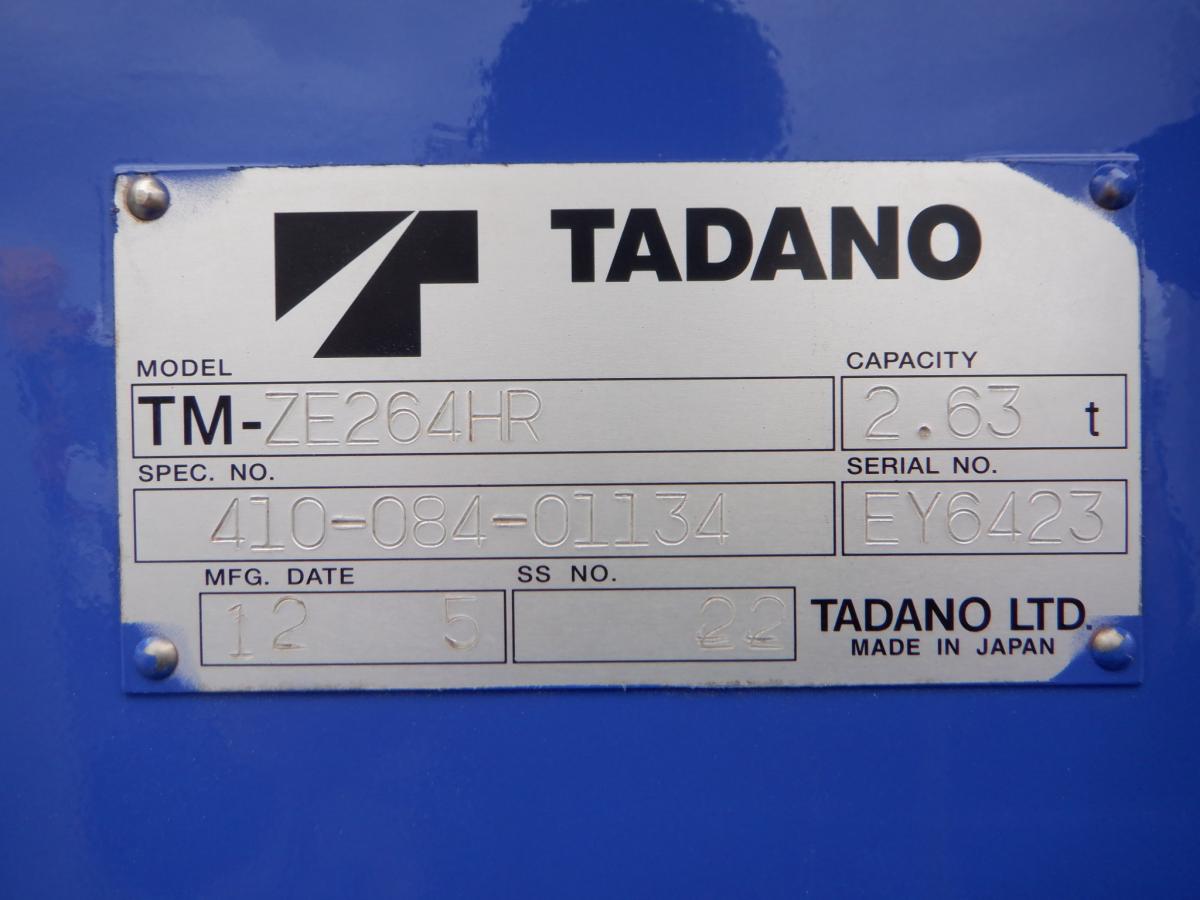 TADANO
MODEL
TM-ZE264HR
CAPACITY
2.63 t
SPEC. NO.
410-084-01134
SERIAL NO.
EY6423
MFG. DATE
12 5
SS NO.
22
TADANO LTD.
MADE IN JAPAN